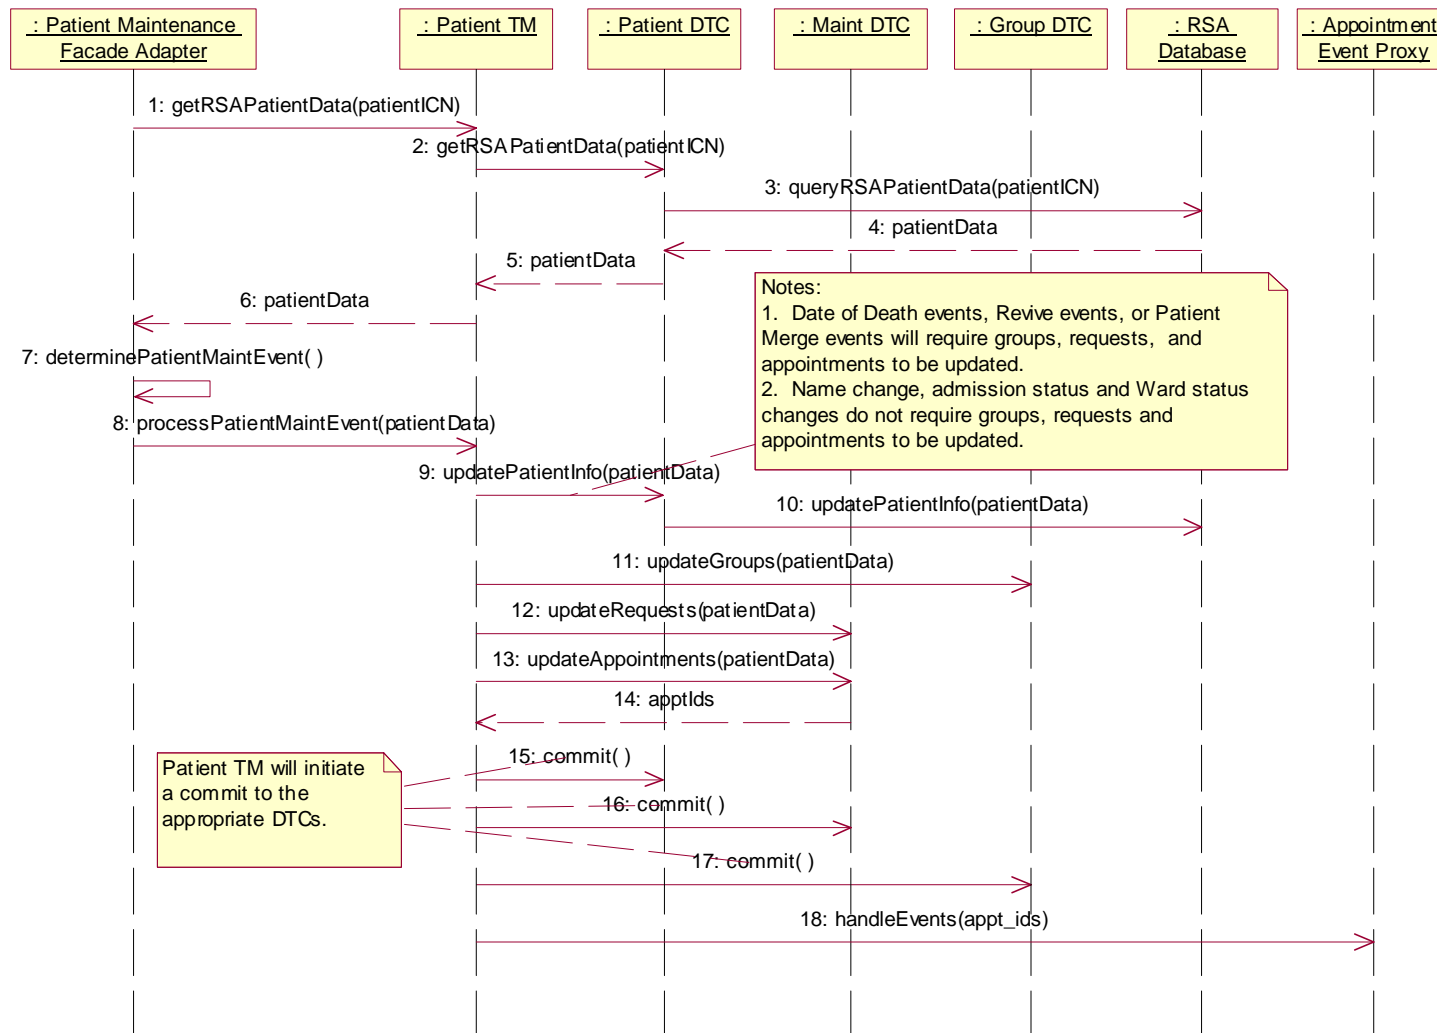 : Patient Maintenance
Facade Adapter
: Patient TM
: Patient DTC
: Maint DTC
: Group DTC
: RSA
Database
: Appointment
Event Proxy
1: getRSAPatientData(patientICN)
2: getRSAPatientData(patientICN)
3: queryRSAPatientData(patientICN)
4: patientData
5: patientData
6: patientData
Notes:
1. Date of Death events, Revive events, or Patient
Merge events will require groups, requests, and
appointments to be updated.
2. Name change, admission status and Ward status
changes do not require groups, requests and
appointments to be updated.
7: determinePatientMaintEvent( )
8: processPatientMaintEvent(patientData)
9: updatePatientInfo(patientData)
10: updatePatientInfo(patientData)
11: updateGroups(patientData)
12: updateRequests(patientData)
13: updateAppointments(patientData)
14: apptIds
Patient TM will initiate
a commit to the
appropriate DTCs.
15: commit( )
16: commit( )
17: commit( )
18: handleEvents(appt_ids)